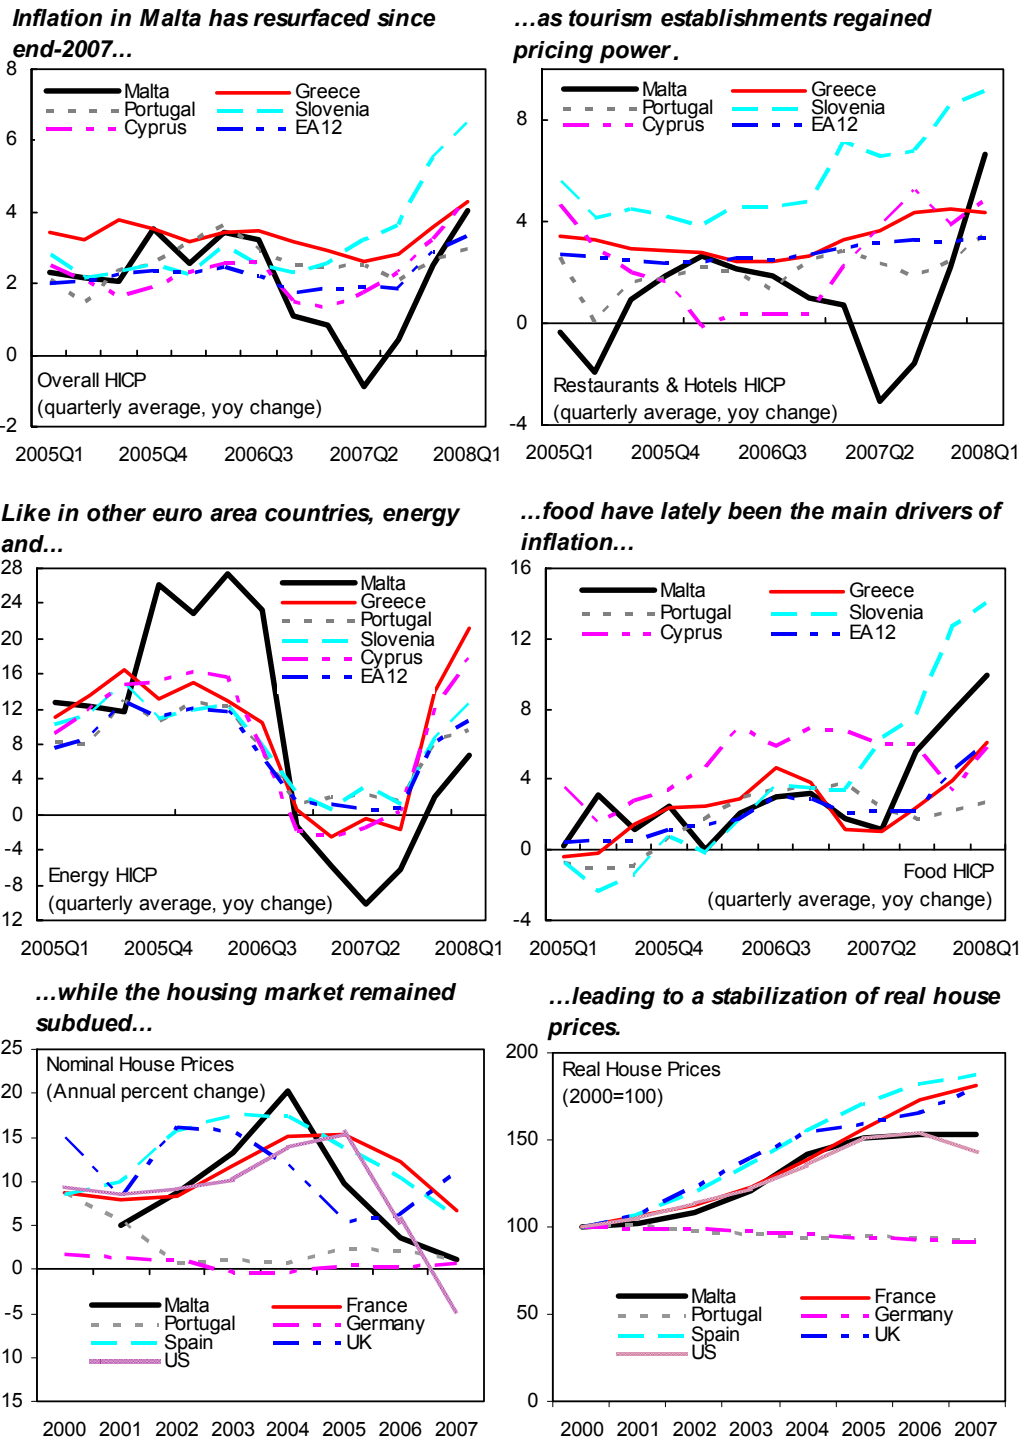 Inflation in Malta has resurfaced since
end-2007...
8
6
4
2
0
-2
Malta
Greece
Portugal
Slovenia
Cyprus
EA12
Overall HICP
(quarterly average, yoy change)
2005Q1 2005Q4 2006Q3 2007Q2 2008Q1
...as tourism establishments regained
pricing power.
8
4
0
-4
Malta
Greece
Portugal
Slovenia
Cyprus
EA12
Restaurants & Hotels HICP
(quarterly average, yoy change)
2005Q1 2005Q4 2006Q3 2007Q2 2008Q1
Like in other euro area countries, energy
and...
28
24
20
16
12
8
4
0
-4
-8
12
Malta
Greece
Portugal
Slovenia
Cyprus
EA12
Energy HICP
(quarterly average, yoy change)
2005Q1 2005Q4 2006Q3 2007Q2 2008Q1
...food have lately been the main drivers of
inflation...
16
12
8
4
0
-4
Malta
Greece
Portugal
Slovenia
Cyprus
EA12
Food HICP
(quarterly average, yoy change)
2005Q1 2005Q4 2006Q3 2007Q2 2008Q1
...while the housing market remained
subdued...
25
20
15
10
5
0
-5
10
15
Nominal House Prices
(Annual percent change)
Malta
France
Portugal
Germany
Spain
UK
US
2000 2001 2002 2003 2004 2005 2006 2007
...leading to a stabilization of real house
prices.
200
150
100
50
0
Real House Prices
(2000=100)
Malta
France
Portugal
Germany
Spain
UK
US
2000 2001 2002 2003 2004 2005 2006 2007